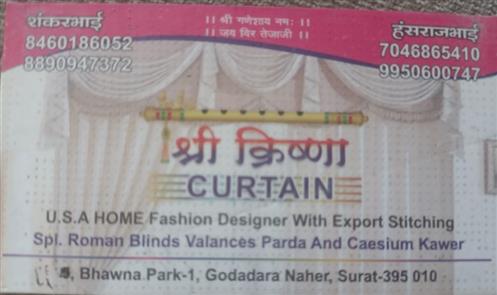 शंकरभाई
8460186052
8890947372
।। श्री गणेशाय नमः ।।
।। जय विर तेजाजी ।।
हंसराजभाई
7046865410
9950600747
श्री क्रिष्णा
CURTAIN
U.S.A HOME Fashion Designer With Export Stitching
Spl. Roman Blinds Valances Parda And Caesium Kawer
Bhawna Park-1, Godadara Naher, Surat-395 010